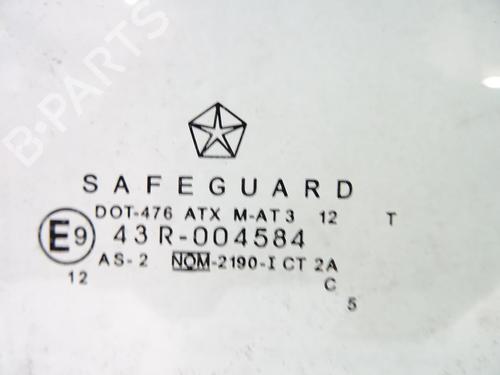 B-PARTS
SAFEGUARD
DOT-476 ATX M-AT3 12 T
E9 43R-004584
AS-2 NOM-2190-I CT 2A
12
C
5